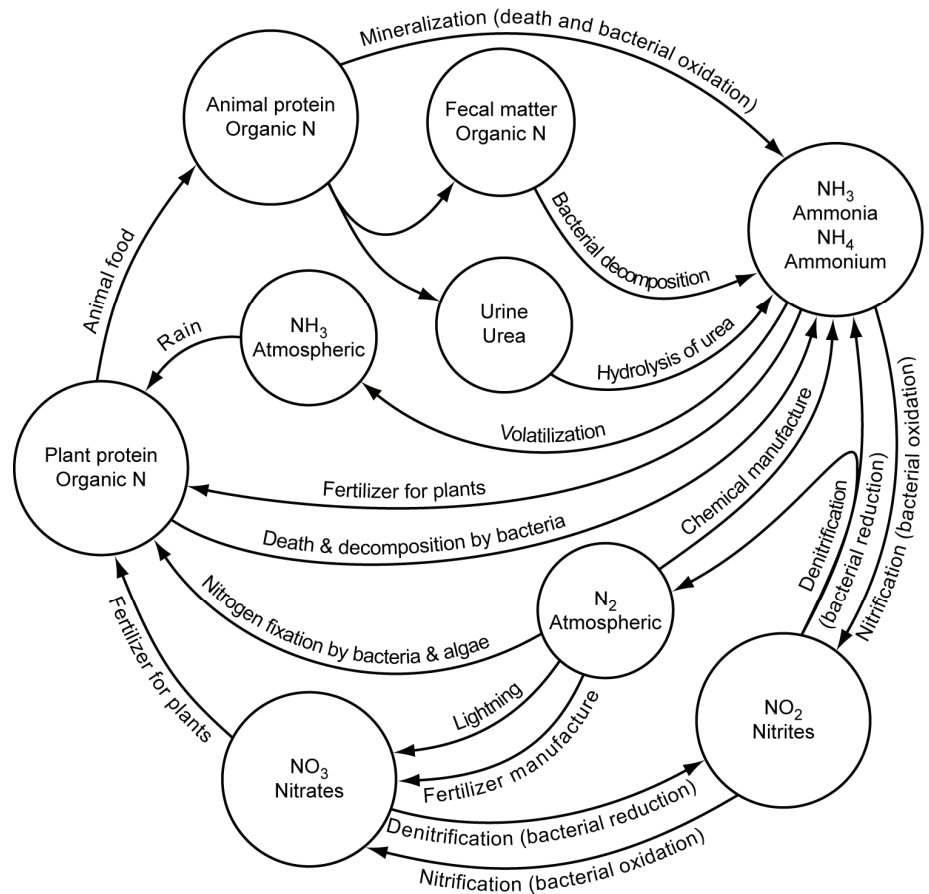 Mineralization (death and bacterial oxidation)
Animal protein
Organic N
Fecal matter
Organic N
NH₃
Ammonia
NH₄
Ammonium
Bacterial decomposition
Animal food
Urine
Urea
NH₃
Atmospheric
Rain
Hydrolysis of urea
Volatilization
Plant protein
Organic N
Fertilizer for plants
Chemical manufacture
Death & decomposition by bacteria
Denitrification
(bacterial reduction)
Nitrification (bacterial oxidation)
N₂
Atmospheric
Nitrogen fixation by bacteria & algae
Fertilizer for plants
Lightning
Fertilizer manufacture
NO₂
Nitrites
NO₃
Nitrates
Denitrification (bacterial reduction)
Nitrification (bacterial oxidation)